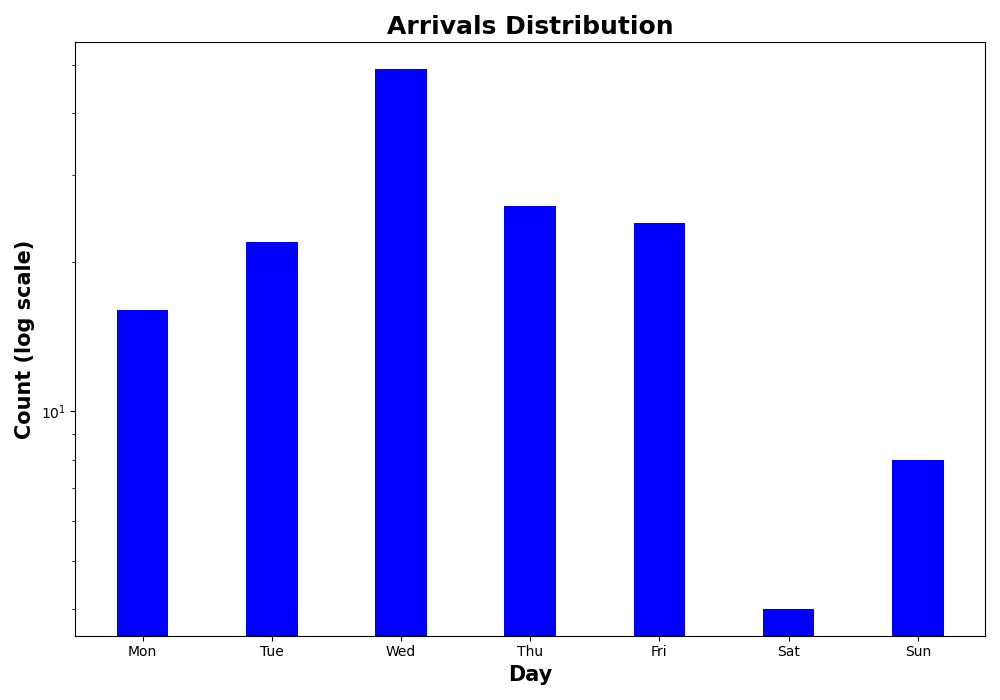 Arrivals Distribution
Count (log scale)
10¹
Mon Tue Wed Thu Fri Sat Sun
Day